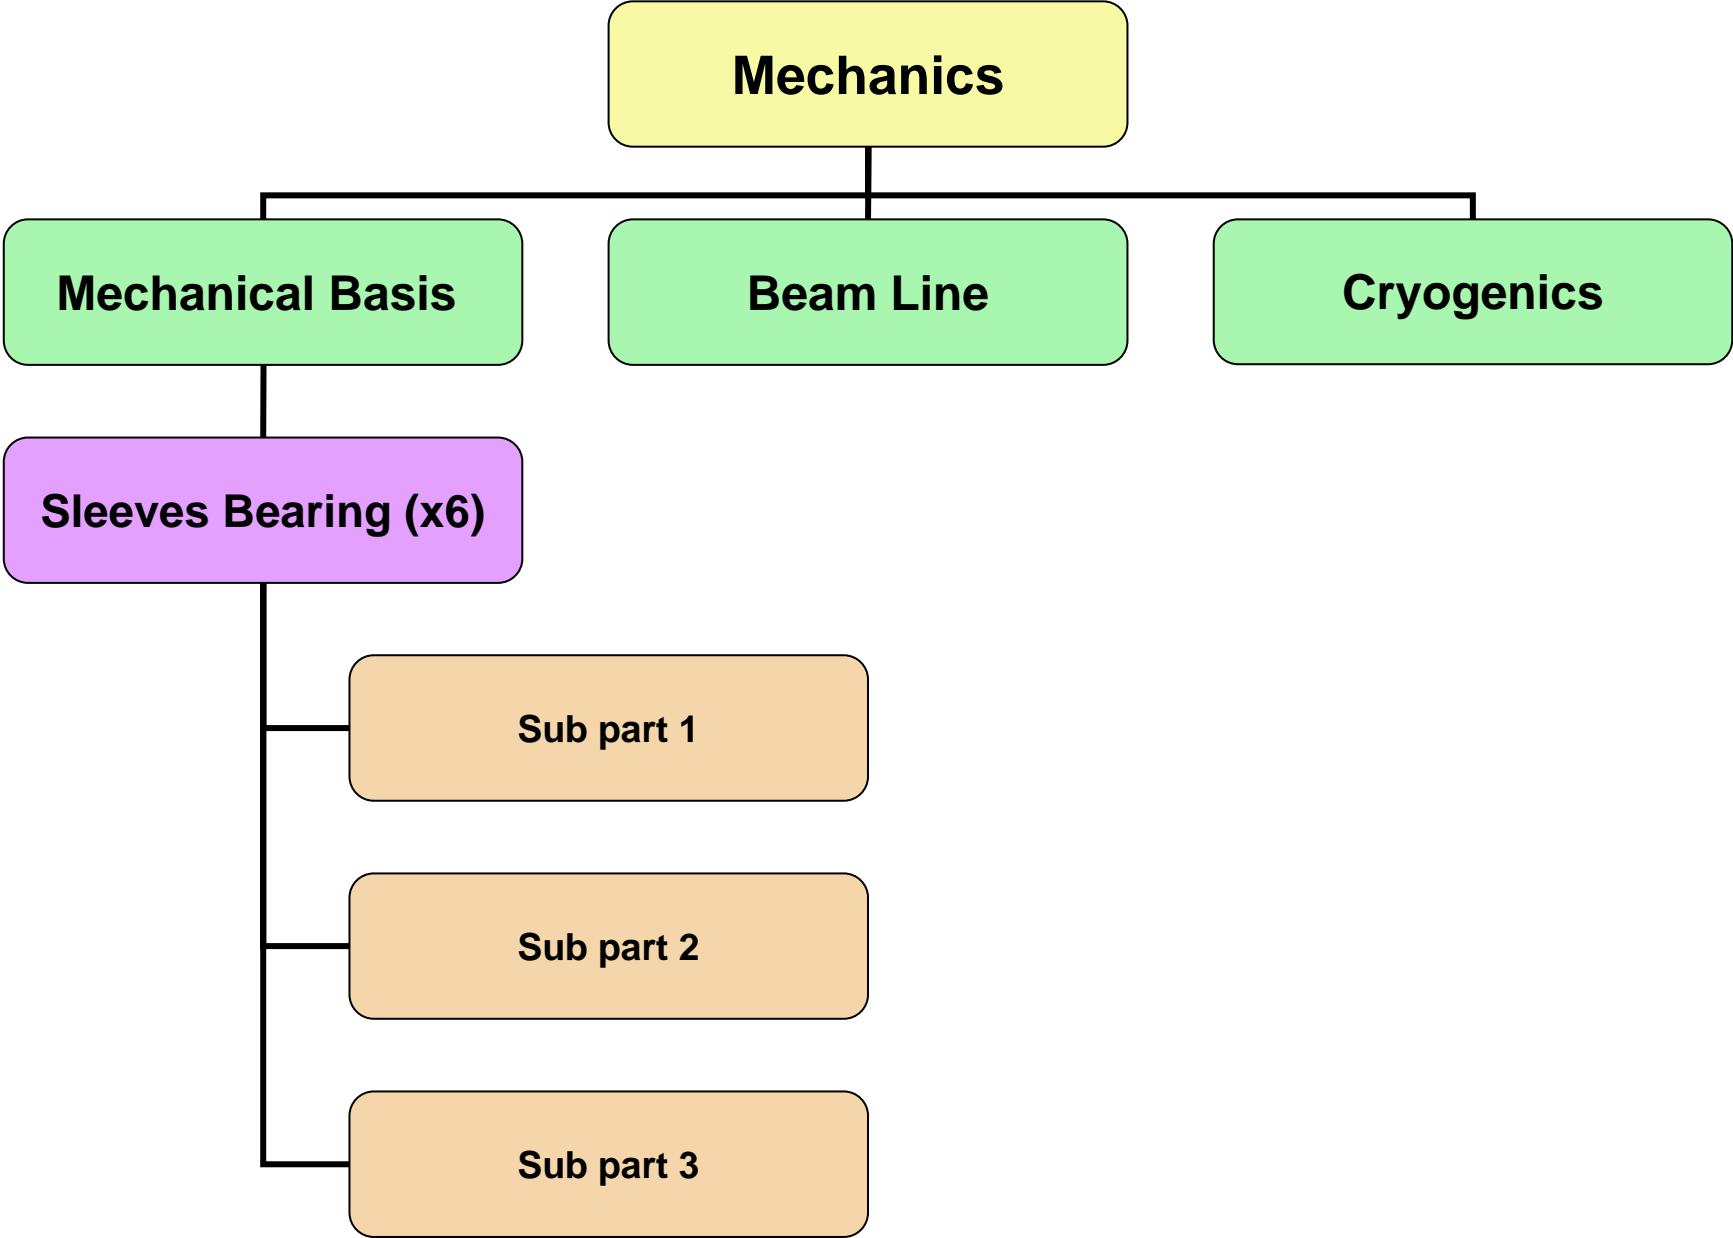 Mechanics
Mechanical Basis
Beam Line
Cryogenics
Sleeves Bearing (x6)
Sub part 1
Sub part 2
Sub part 3